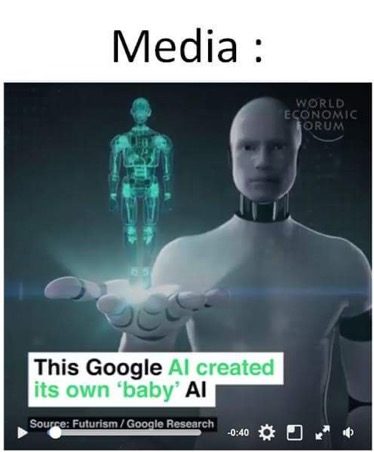 Media :
WORLD
ECONOMIC
FORUM
This Google AI created
its own ‘baby’ AI
Source: Futurism / Google Research
-0:40